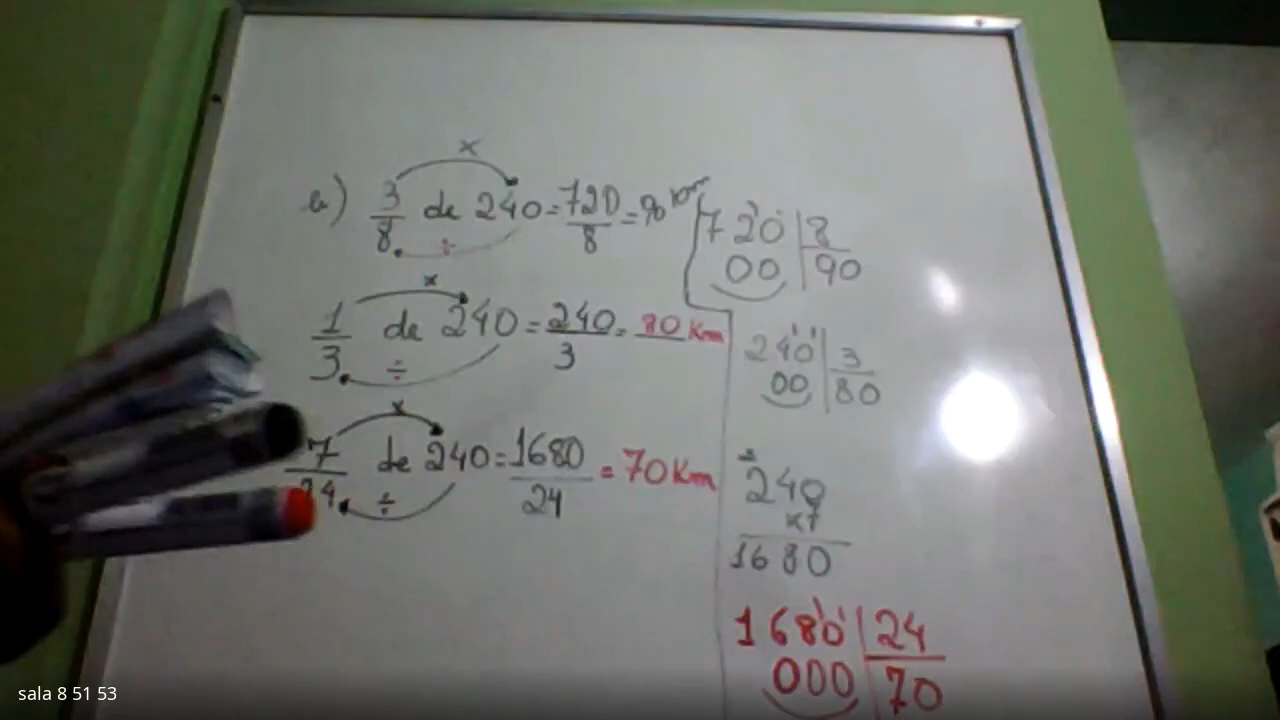 b) 3/8 de 240 = 720/8 = 90 km
×
÷
720 | 8
00 90
1/3 de 240 = 240/3 = 80 Km
×
÷
240 | 3
00 80
7/24 de 240 = 1680/24 = 70 Km
×
÷
2
240
x7
1680
1680 | 24
000 70
sala 8 51 53